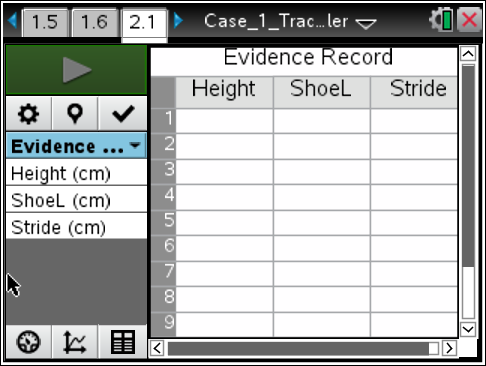 1.5 1.6 2.1 Case_1_Trac...ler
Evidence Record
Height ShoeL Stride
Evidence ...
Height (cm)
ShoeL (cm)
Stride (cm)
1
2
3
4
5
6
7
8
9